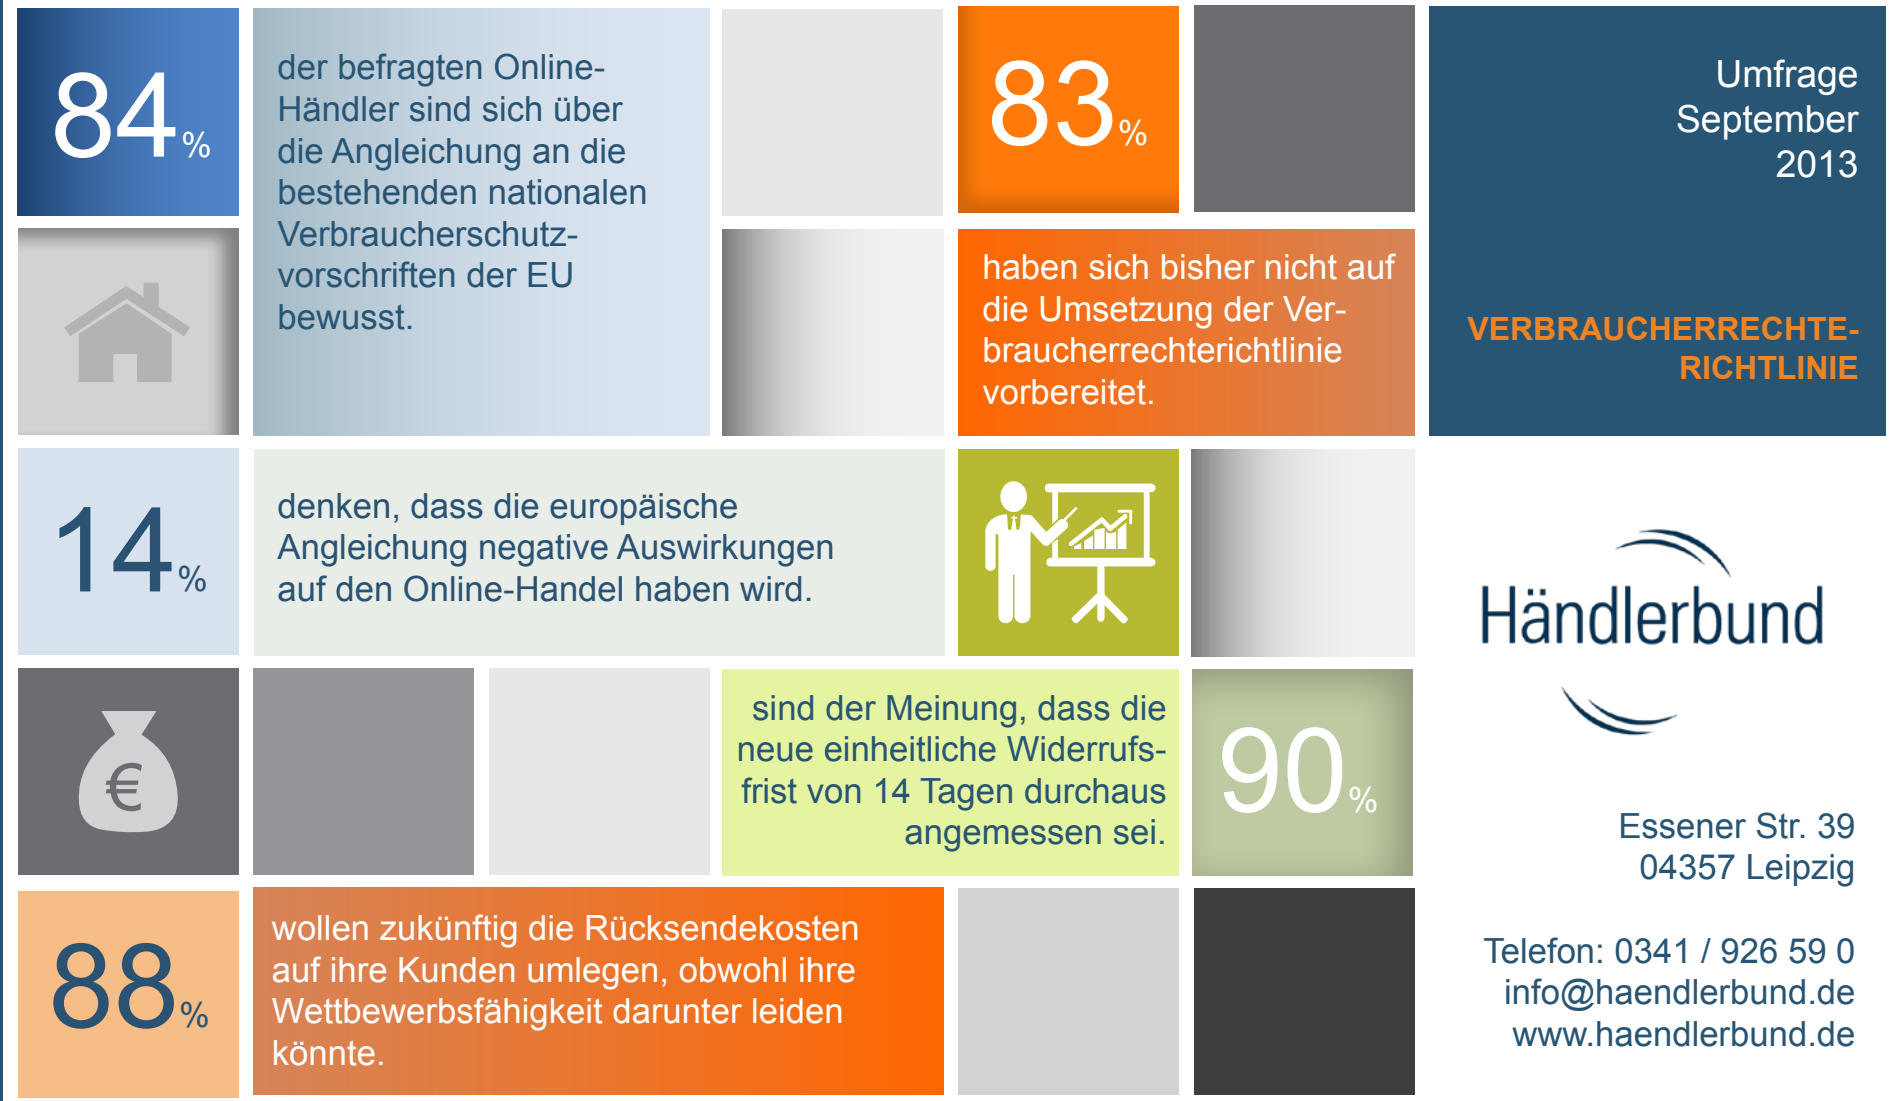 84%
der befragten Online-
Händler sind sich über
die Angleichung an die
bestehenden nationalen
Verbraucherschutz-
vorschriften der EU
bewusst.
83%
haben sich bisher nicht auf
die Umsetzung der Ver-
braucherrechterichtlinie
vorbereitet.
Umfrage
September
2013
VERBRAUCHERRECHTE-
RICHTLINIE
14%
denken, dass die europäische
Angleichung negative Auswirkungen
auf den Online-Handel haben wird.
Händlerbund
€
sind der Meinung, dass die
neue einheitliche Widerrufs-
frist von 14 Tagen durchaus
angemessen sei.
90%
88%
wollen zukünftig die Rücksendekosten
auf ihre Kunden umlegen, obwohl ihre
Wettbewerbsfähigkeit darunter leiden
könnte.
Essener Str. 39
04357 Leipzig
Telefon: 0341 / 926 59 0
info@haendlerbund.de
www.haendlerbund.de